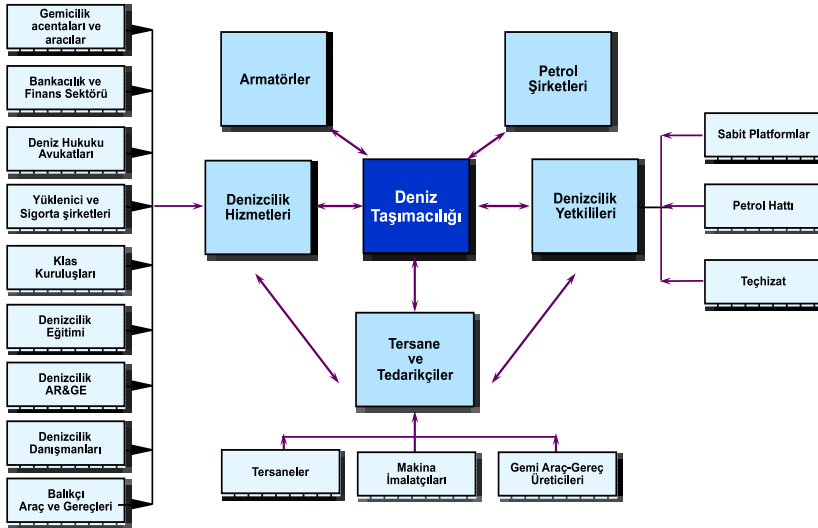 Gemicilik
acentaları ve
aracılar
Bankacılık ve
Finans Sektörü
Deniz Hukuku
Avukatları
Yüklenici ve
Sigorta şirketleri
Klas
Kuruluşları
Denizcilik
Eğitimi
Denizcilik
AR&GE
Denizcilik
Danışmanları
Balıkçı
Araç ve Gereçleri
Armatörler
Petrol
Şirketleri
Denizcilik
Hizmetleri
Deniz
Taşımacılığı
Denizcilik
Yetkilileri
Tersane
ve
Tedarikçiler
Tersaneler
Makina
İmalatçıları
Gemi Araç-Gereç
Üreticileri
Sabit Platformlar
Petrol Hattı
Teçhizat